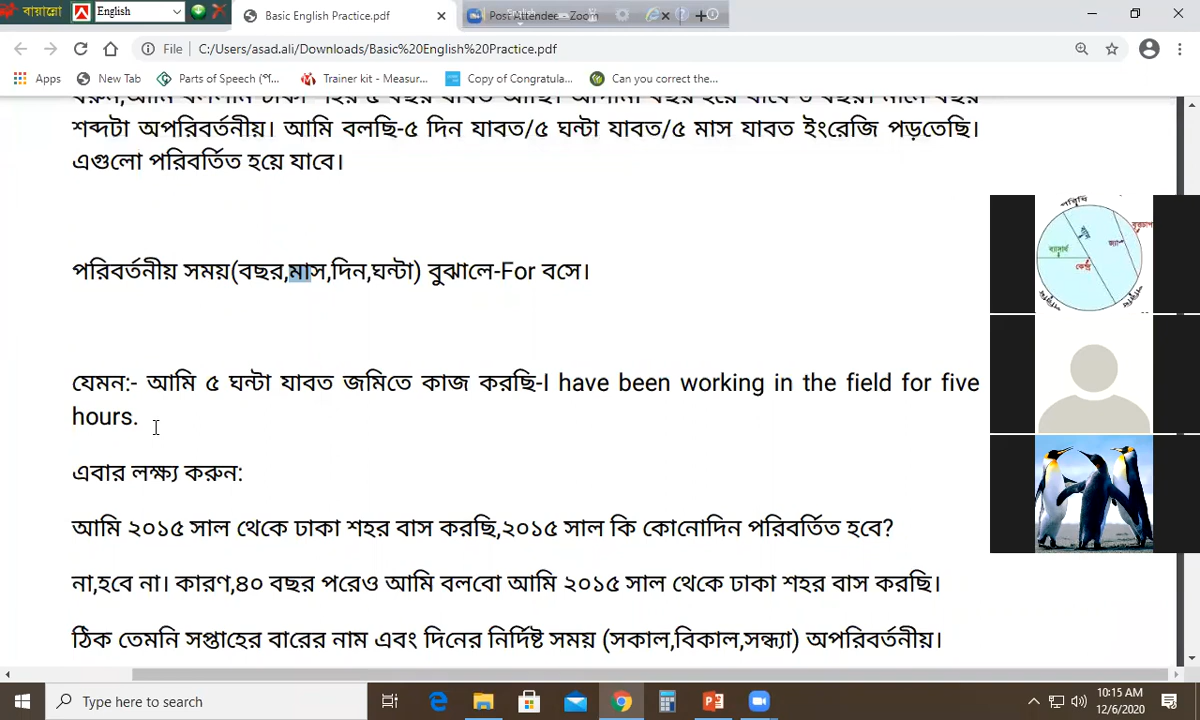 বায়ান্নো
English
Basic English Practice.pdf
Post Attendee - Zoom
File
C:/Users/asad.ali/Downloads/Basic%20English%20Practice.pdf
Apps
New Tab
Parts of Speech (প...
Trainer kit - Measur...
Copy of Congratula...
Can you correct the...
শব্দটা অপরিবর্তনীয়। আমি বলছি-৫ দিন যাবত/৫ ঘন্টা যাবত/৫ মাস যাবত ইংরেজি পড়তেছি।
এগুলো পরিবর্তিত হয়ে যাবে।
পরিবর্তনীয় সময়(বছর,মাস,দিন,ঘন্টা) বুঝালে-For বসে।
যেমন:- আমি ৫ ঘন্টা যাবত জমিতে কাজ করছি-I have been working in the field for five
hours.
এবার লক্ষ্য করুন:
আমি ২০১৫ সাল থেকে ঢাকা শহর বাস করছি,২০১৫ সাল কি কোনোদিন পরিবর্তিত হবে?
না,হবে না। কারণ,৪০ বছর পরেও আমি বলবো আমি ২০১৫ সাল থেকে ঢাকা শহর বাস করছি।
ঠিক তেমনি সপ্তাহের বারের নাম এবং দিনের নির্দিষ্ট সময় (সকাল,বিকাল,সন্ধ্যা) অপরিবর্তনীয়।
পরিধি
ব্যাস
জ্যা
বৃত্তচাপ
ব্যাসার্ধ
কেন্দ্র
Type here to search
10:15 AM
12/6/2020